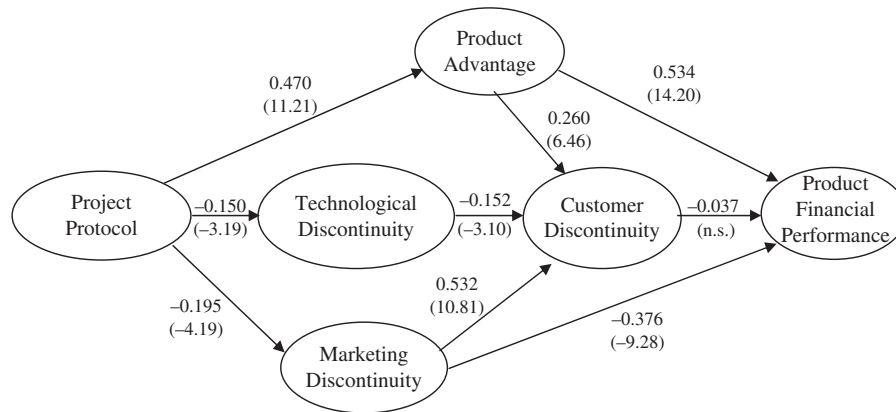 Product
Advantage
0.470
(11.21)
0.534
(14.20)
0.260
(6.46)
Project
Protocol
–0.150
(–3.19)
Technological
Discontinuity
–0.152
(–3.10)
Customer
Discontinuity
–0.037
(n.s.)
Product
Financial
Performance
–0.195
(–4.19)
0.532
(10.81)
–0.376
(–9.28)
Marketing
Discontinuity